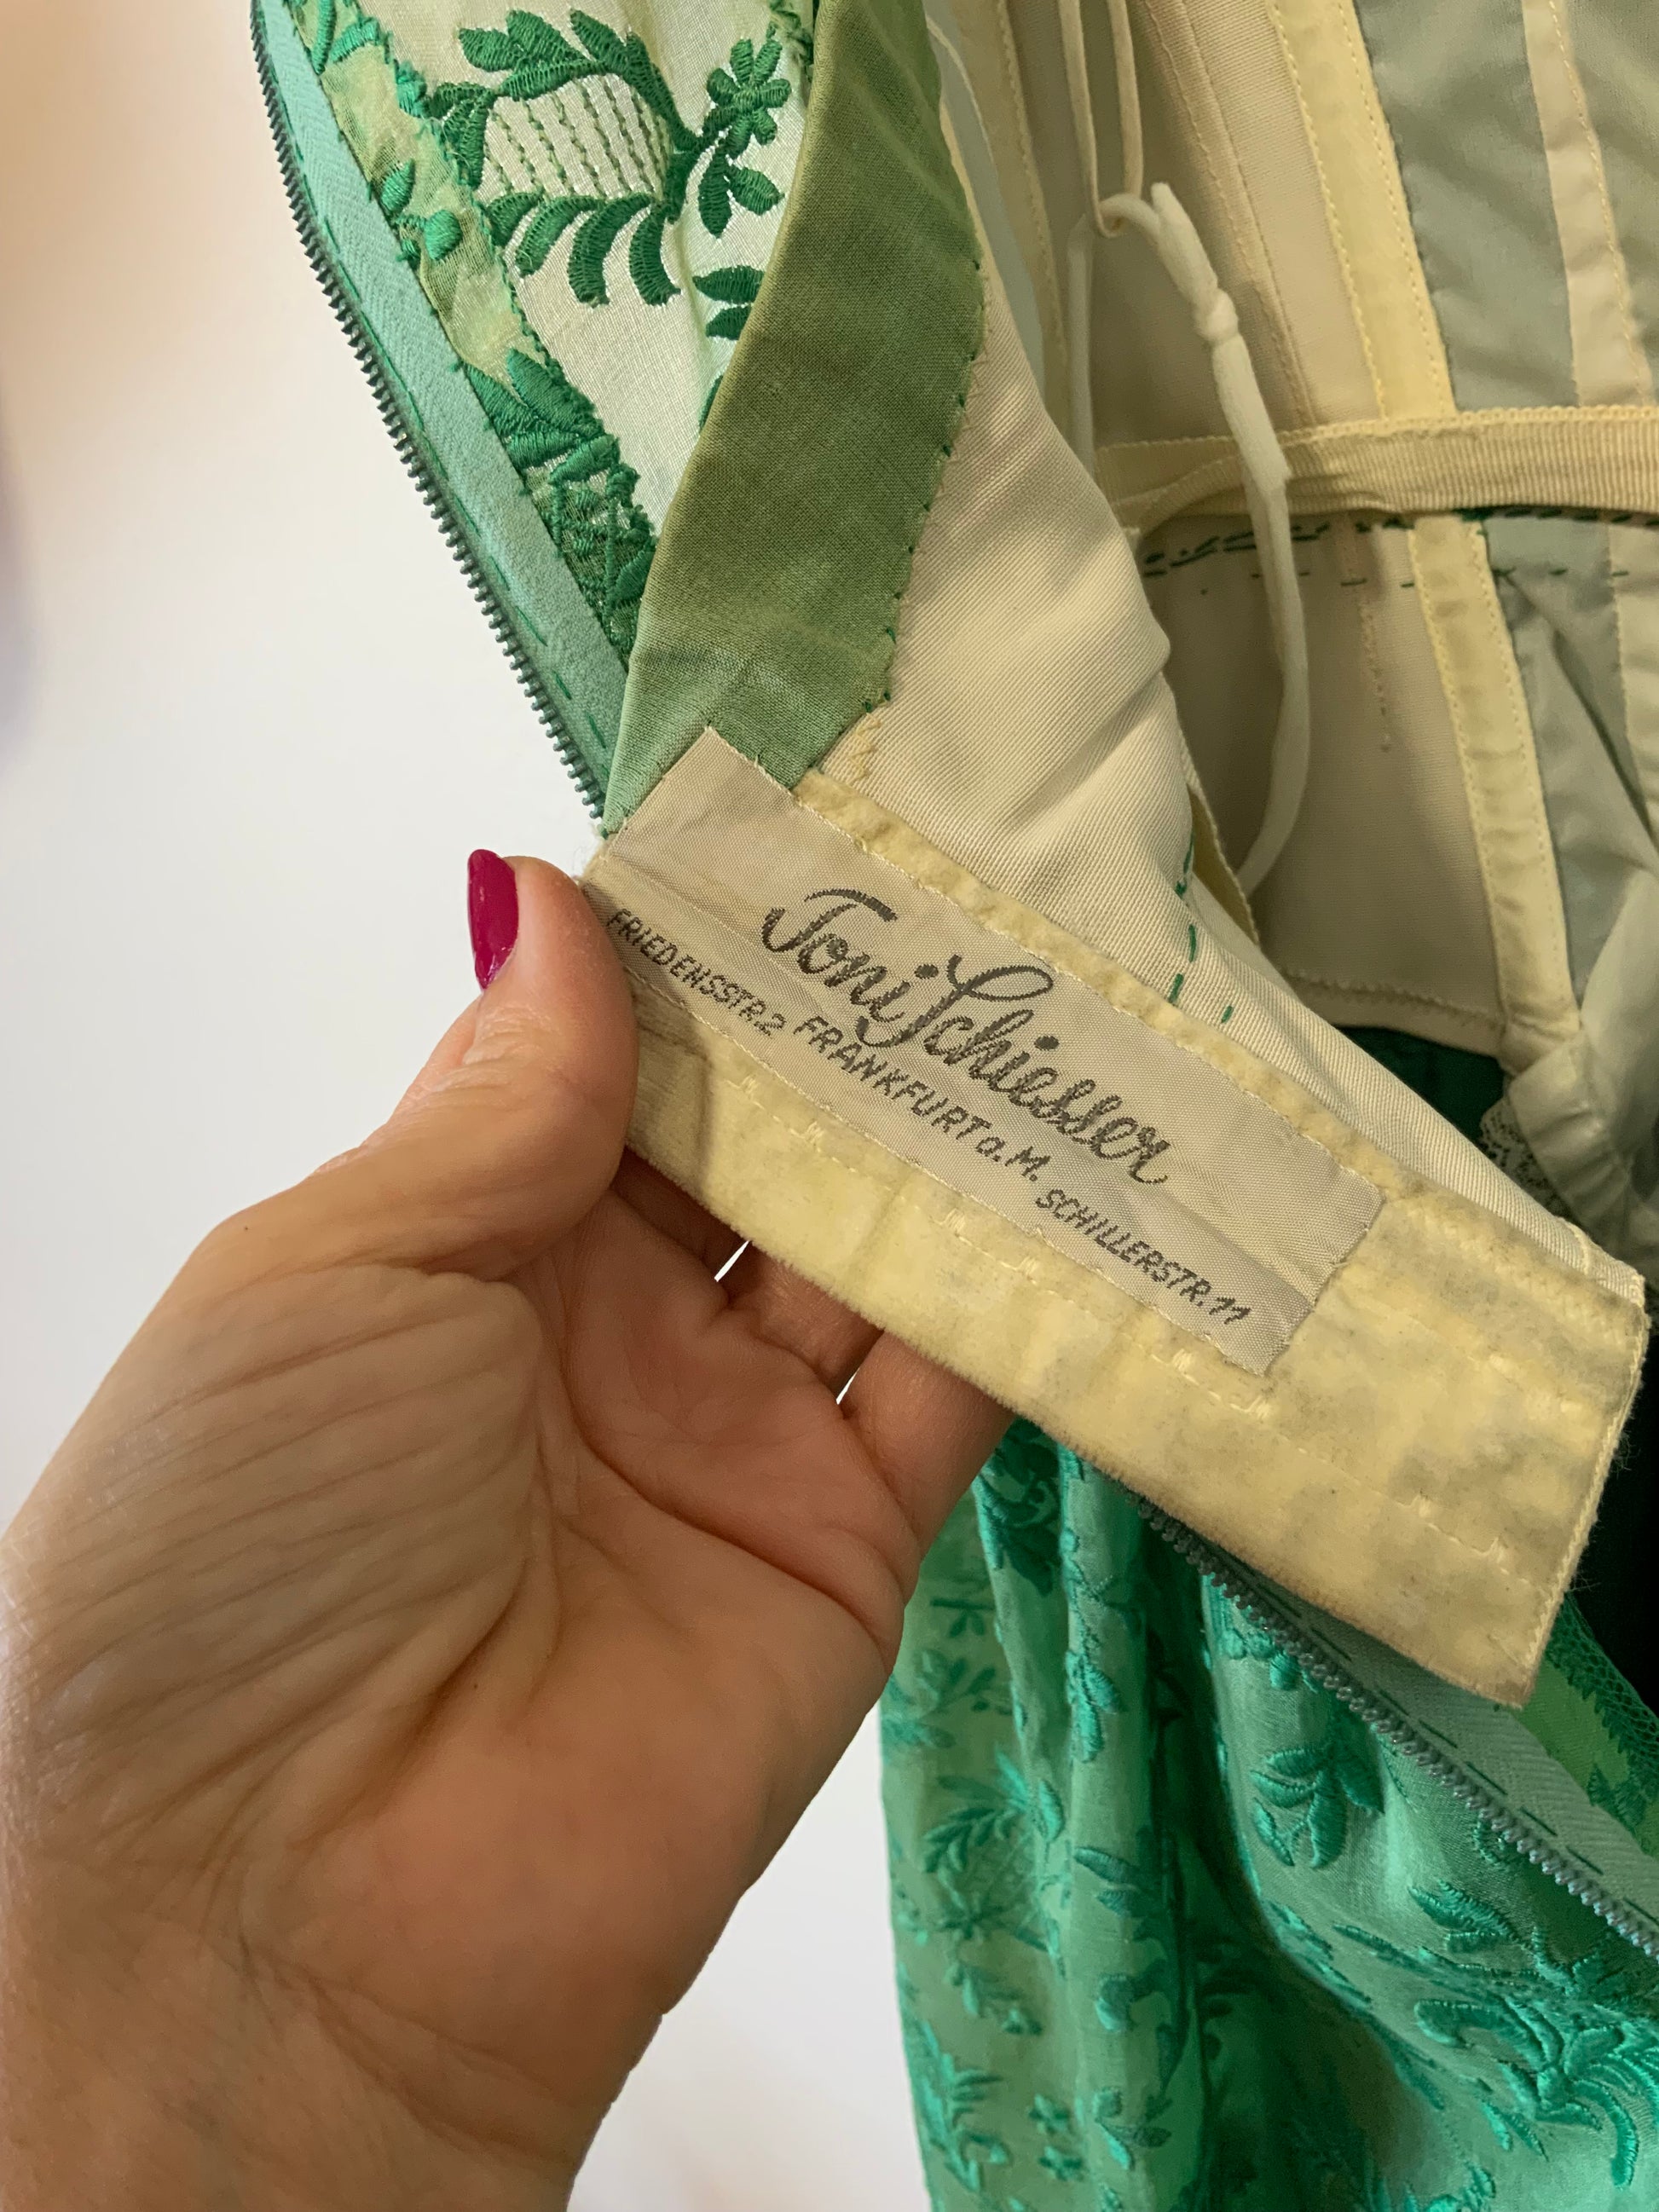 Toni Schiesser
FRIEDENSSTR.2 FRANKFURT a.M. SCHILLERSTR.11